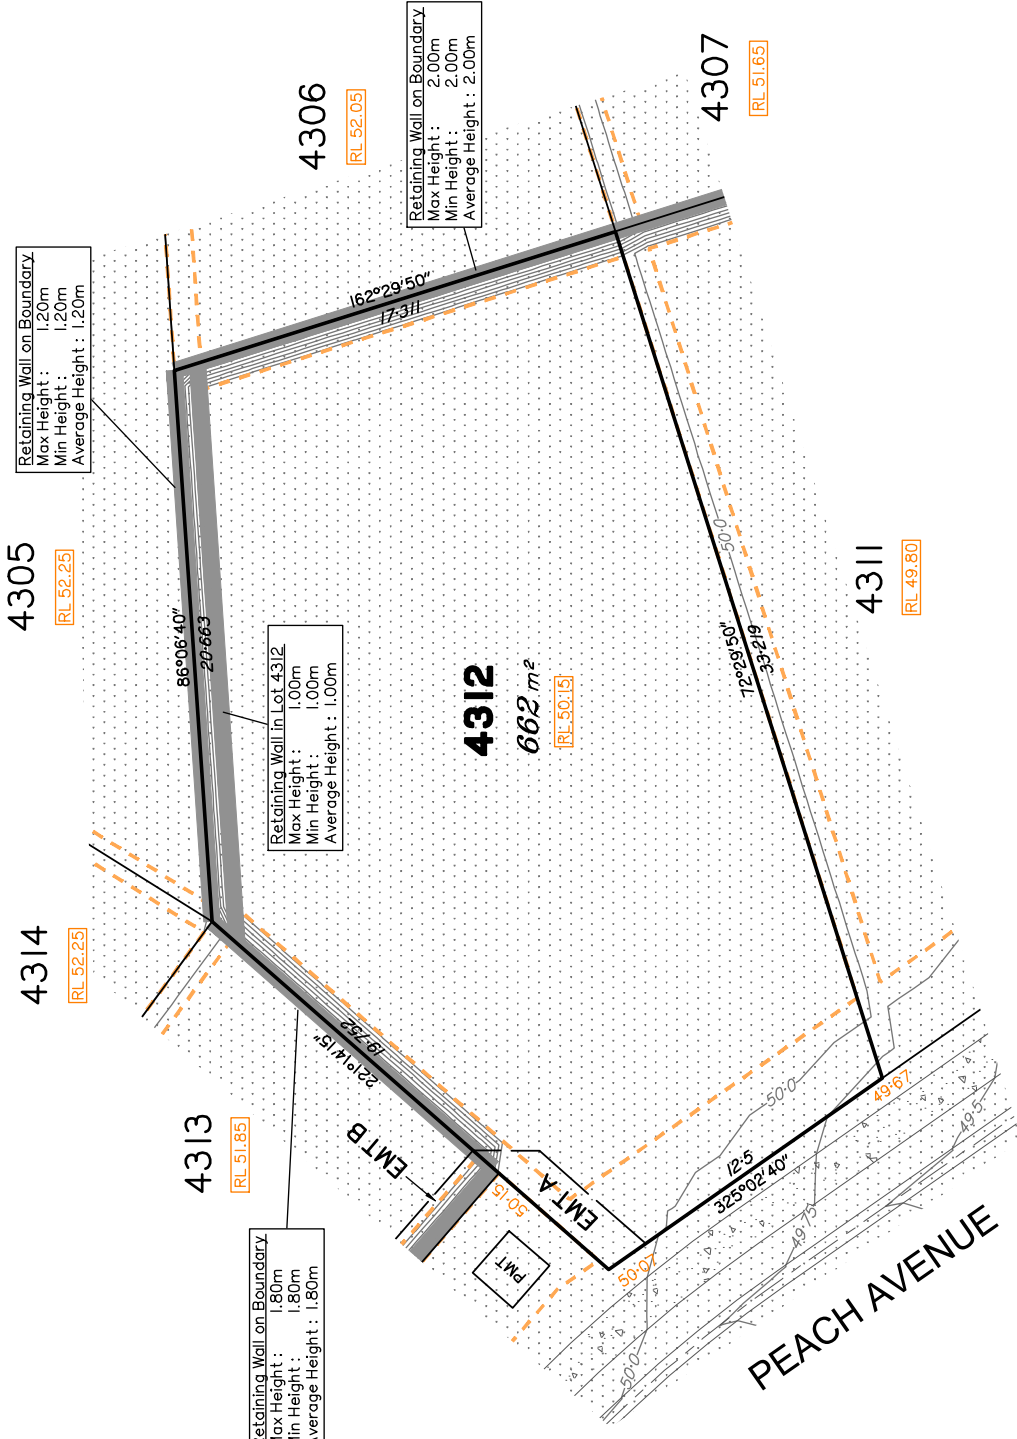 4306
RL 52.05
4307
RL 51.65
Retaining Wall on Boundary
Max Height : 2.00m
Min Height : 2.00m
Average Height : 2.00m
Retaining Wall on Boundary
Max Height : 1.20m
Min Height : 1.20m
Average Height : 1.20m
162°29'50"
17·311
4305
RL 52.25
86°06'40"
20·663
Retaining Wall in Lot 4312
Max Height : 1.00m
Min Height : 1.00m
Average Height : 1.00m
4312
662 m²
RL 50.15
50·0
72°29'50"
33·219
4311
RL 49.80
4314
RL 52.25
221°14'15"
19·752
4313
RL 51.85
EMT B
EMT A
50·15
PMT
50·07
12·5
325°02'40"
50·0
49·67
49·5
49·75
50·0
Retaining Wall on Boundary
Max Height : 1.80m
Min Height : 1.80m
Average Height : 1.80m
PEACH AVENUE